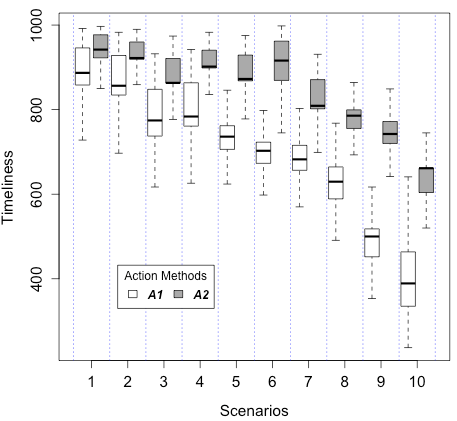 Timeliness
1000
800
600
400
Action Methods
A1 A2
1 2 3 4 5 6 7 8 9 10
Scenarios